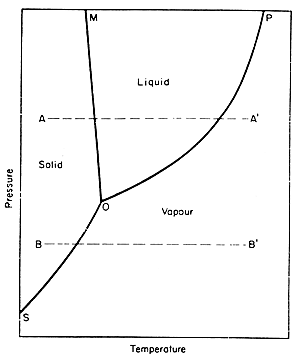 M
P
Liquid
A
A'
Solid
O
Vapour
B
B'
S
Pressure
Temperature